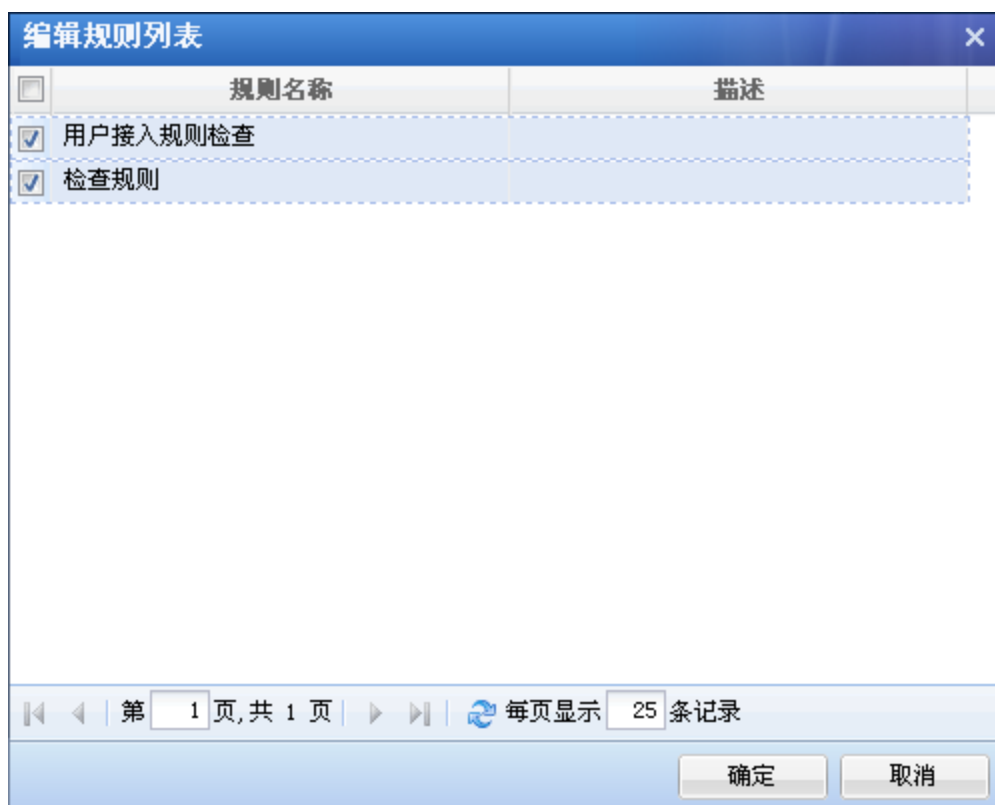 编辑规则列表
规则名称 描述
用户接入规则检查
检查规则
第 1 页,共 1 页 每页显示 25 条记录
确定 取消